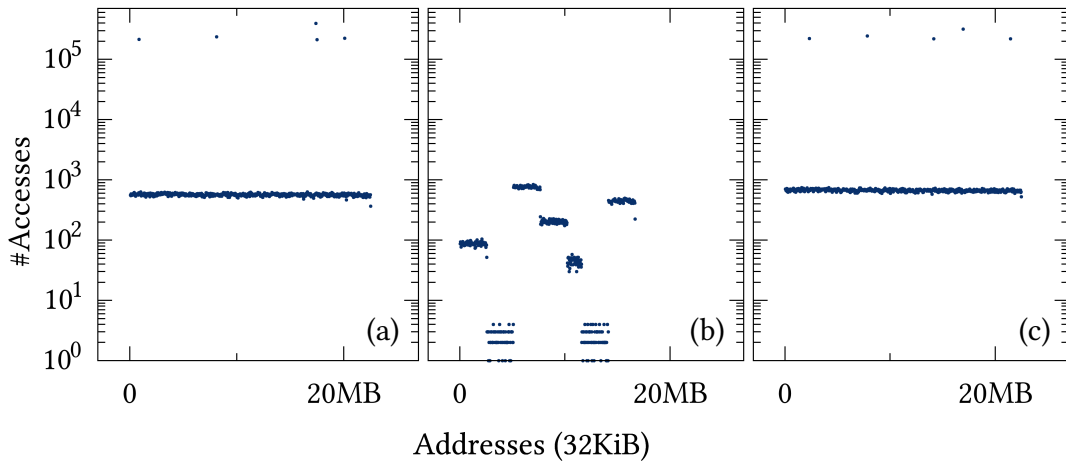 #Accesses
10^5
10^4
10^3
10^2
10^1
10^0
(a)
(b)
(c)
0
20MB
0
20MB
0
20MB
Addresses (32KiB)